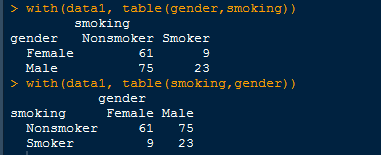 > with(data1, table(gender,smoking))
        smoking
gender   Nonsmoker Smoker
  Female        61      9
  Male          75     23
> with(data1, table(smoking,gender))
           gender
smoking     Female Male
  Nonsmoker     61   75
  Smoker         9   23